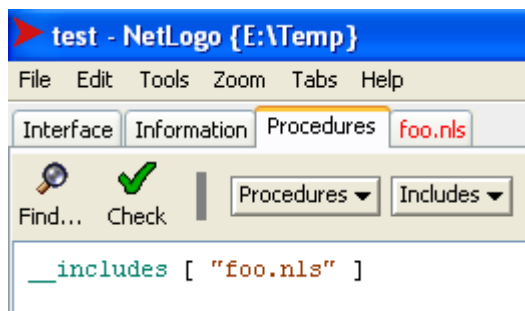 test - NetLogo {E:\Temp}
File Edit Tools Zoom Tabs Help
Interface Information Procedures foo.nls
Find... Check Procedures Includes
__includes [ "foo.nls" ]